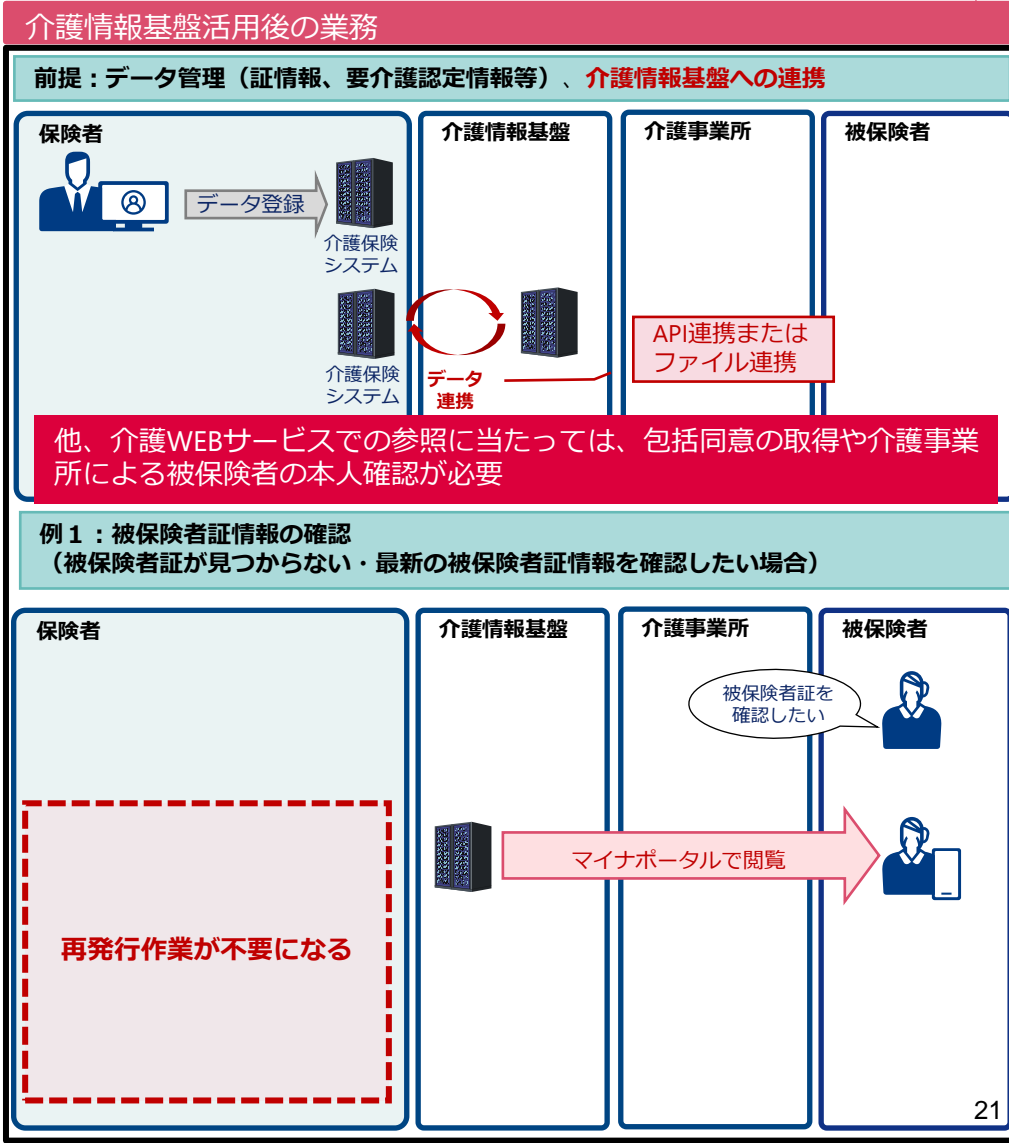 介護情報基盤活用後の業務
前提：データ管理（証情報、要介護認定情報等）、介護情報基盤への連携
保険者
介護情報基盤
介護事業所
被保険者
データ登録
介護保険
システム
介護保険
システム
データ
連携
API連携または
ファイル連携
他、介護WEBサービスでの参照に当たっては、包括同意の取得や介護事業
所による被保険者の本人確認が必要
例１：被保険者証情報の確認
（被保険者証が見つからない・最新の被保険者証情報を確認したい場合）
保険者
介護情報基盤
介護事業所
被保険者
被保険者証を
確認したい
マイナポータルで閲覧
再発行作業が不要になる
21